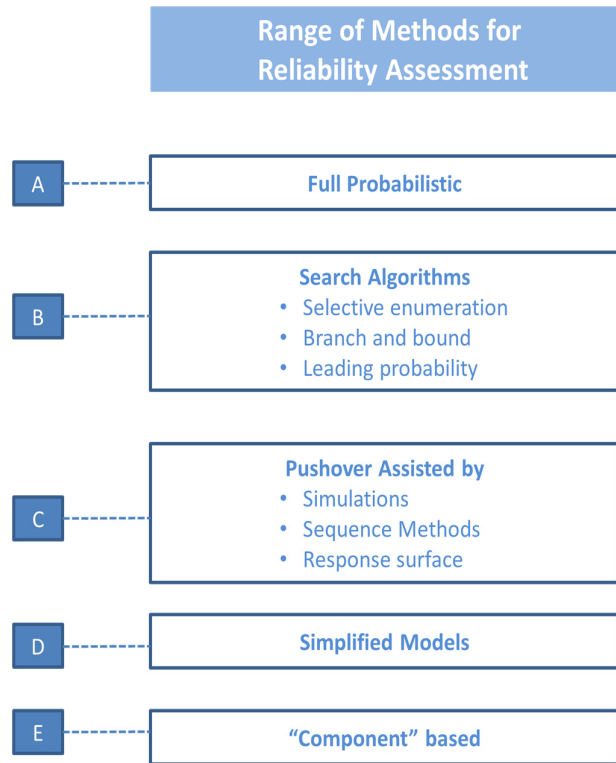 Range of Methods for
Reliability Assessment
A
Full Probabilistic
B
Search Algorithms
• Selective enumeration
• Branch and bound
• Leading probability
C
Pushover Assisted by
• Simulations
• Sequence Methods
• Response surface
D
Simplified Models
E
“Component” based